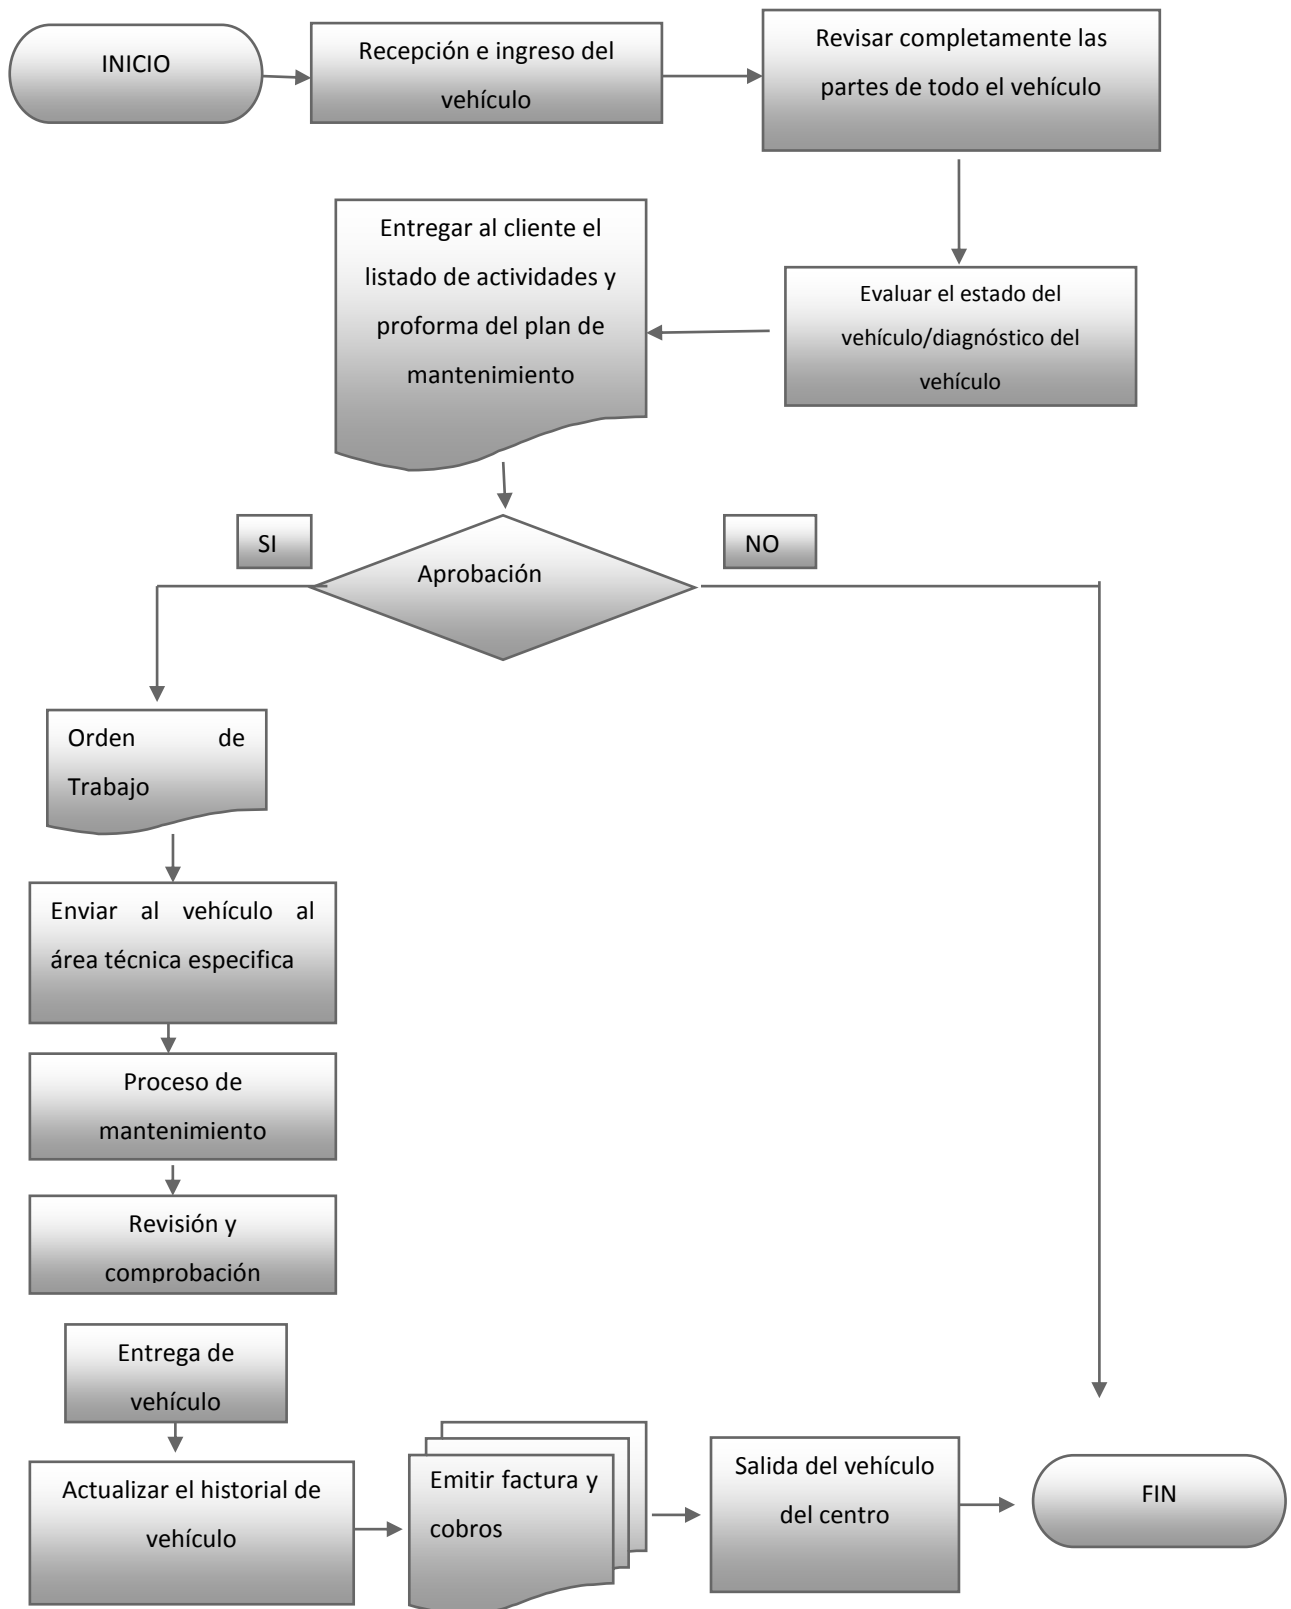 INICIO
Recepción e ingreso del
vehículo
Revisar completamente las
partes de todo el vehículo
Evaluar el estado del
vehículo/diagnóstico del
vehículo
Entregar al cliente el
listado de actividades y
proforma del plan de
mantenimiento
SI
NO
Aprobación
Orden de
Trabajo
Enviar al vehículo al
área técnica especifica
Proceso de
mantenimiento
Revisión y
comprobación
Entrega de
vehículo
Actualizar el historial de
vehículo
Emitir factura y
cobros
Salida del vehículo
del centro
FIN